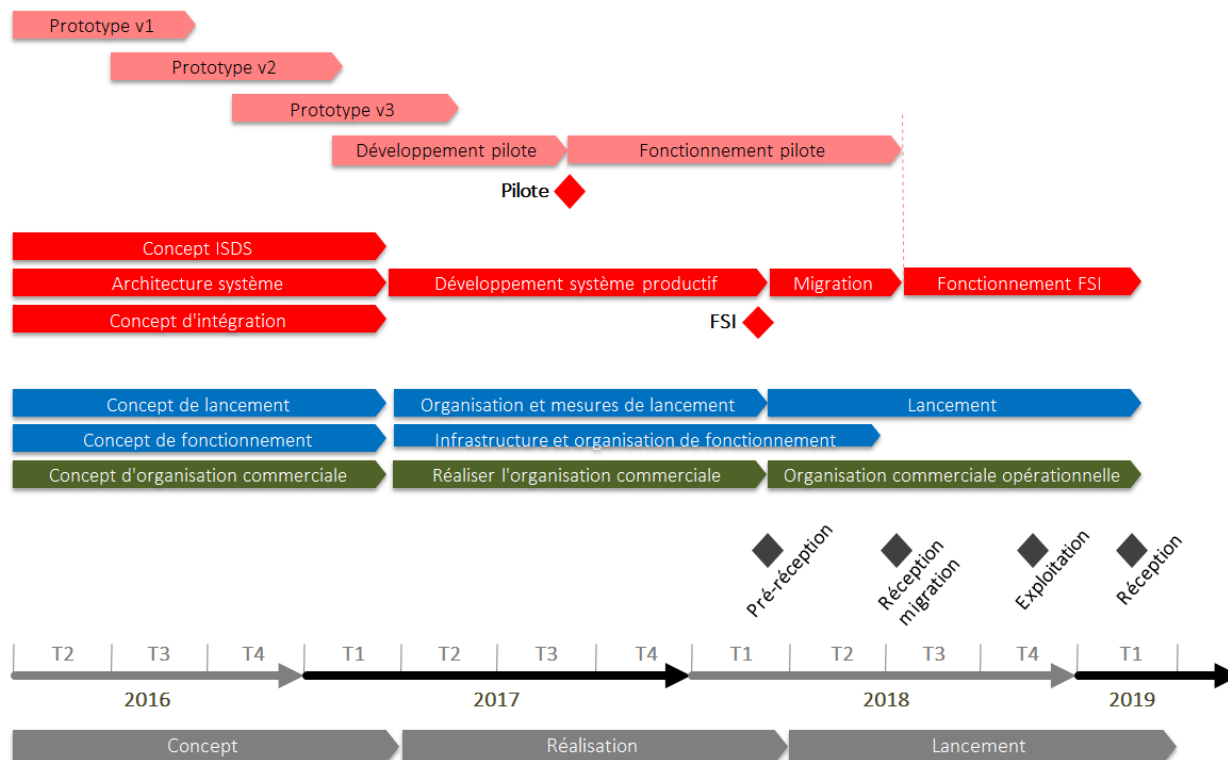 Prototype v1
Prototype v2
Prototype v3
Développement pilote
Fonctionnement pilote
Pilote
Concept ISDS
Architecture système
Développement système productif
Migration
Fonctionnement FSI
Concept d'intégration
FSI
Concept de lancement
Organisation et mesures de lancement
Lancement
Concept de fonctionnement
Infrastructure et organisation de fonctionnement
Concept d'organisation commerciale
Réaliser l'organisation commerciale
Organisation commerciale opérationnelle
Pré-réception
Réception
migration
Exploitation
Réception
T2
T3
T4
T1
T2
T3
T4
T1
T2
T3
T4
T1
2016
2017
2018
2019
Concept
Réalisation
Lancement